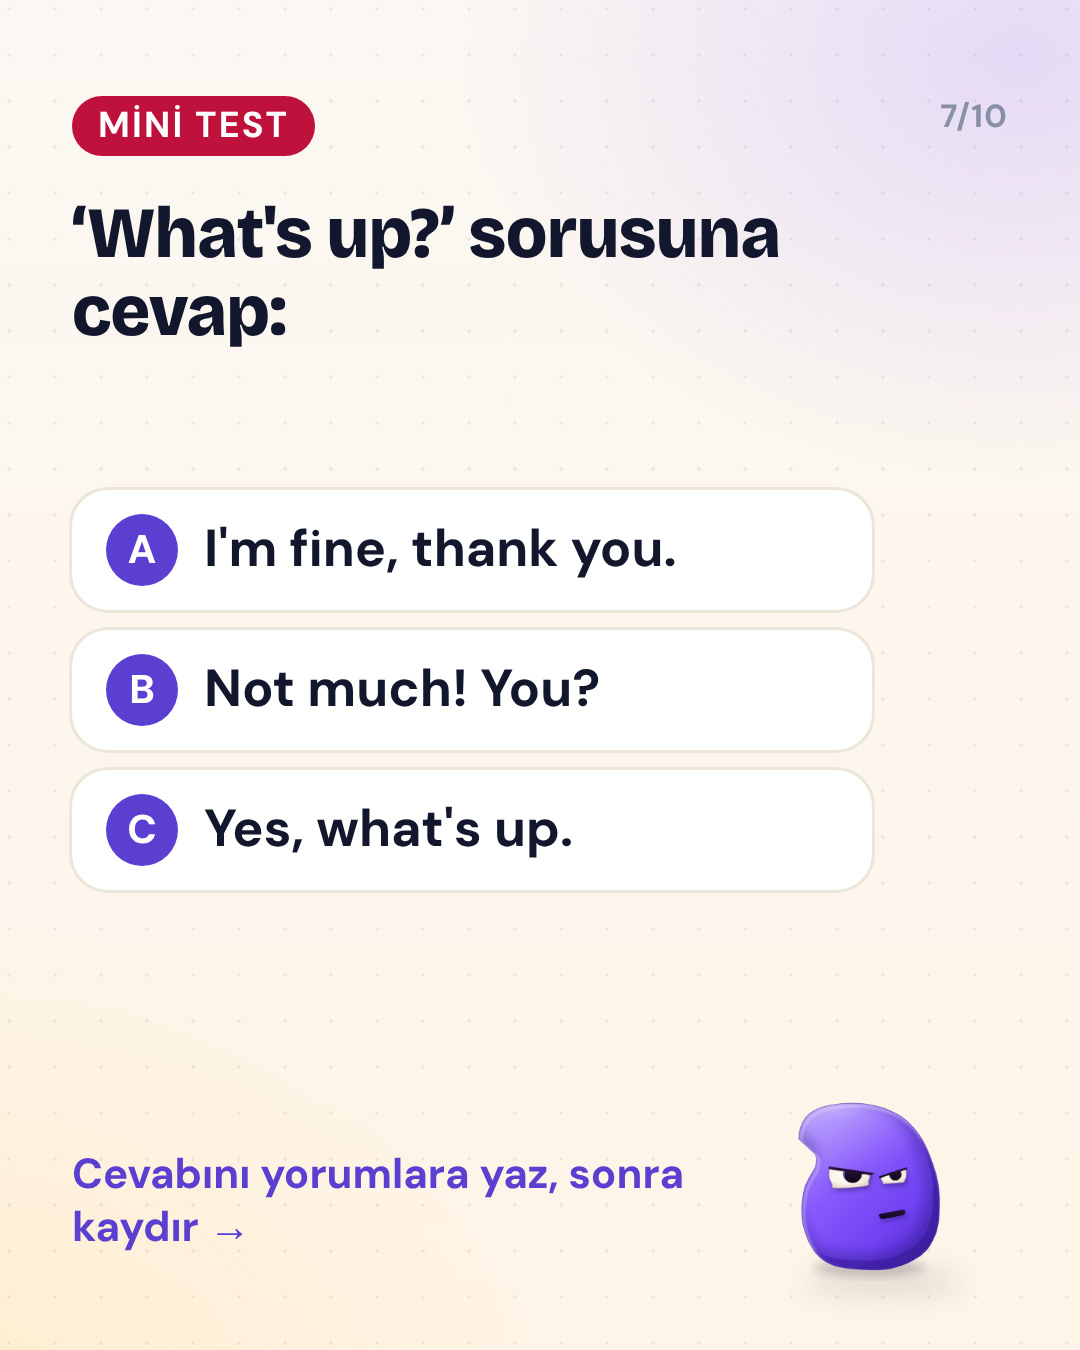 MİNİ TEST
7/10
‘What's up?’ sorusuna
cevap:
A I'm fine, thank you.
B Not much! You?
C Yes, what's up.
Cevabını yorumlara yaz, sonra
kaydır →